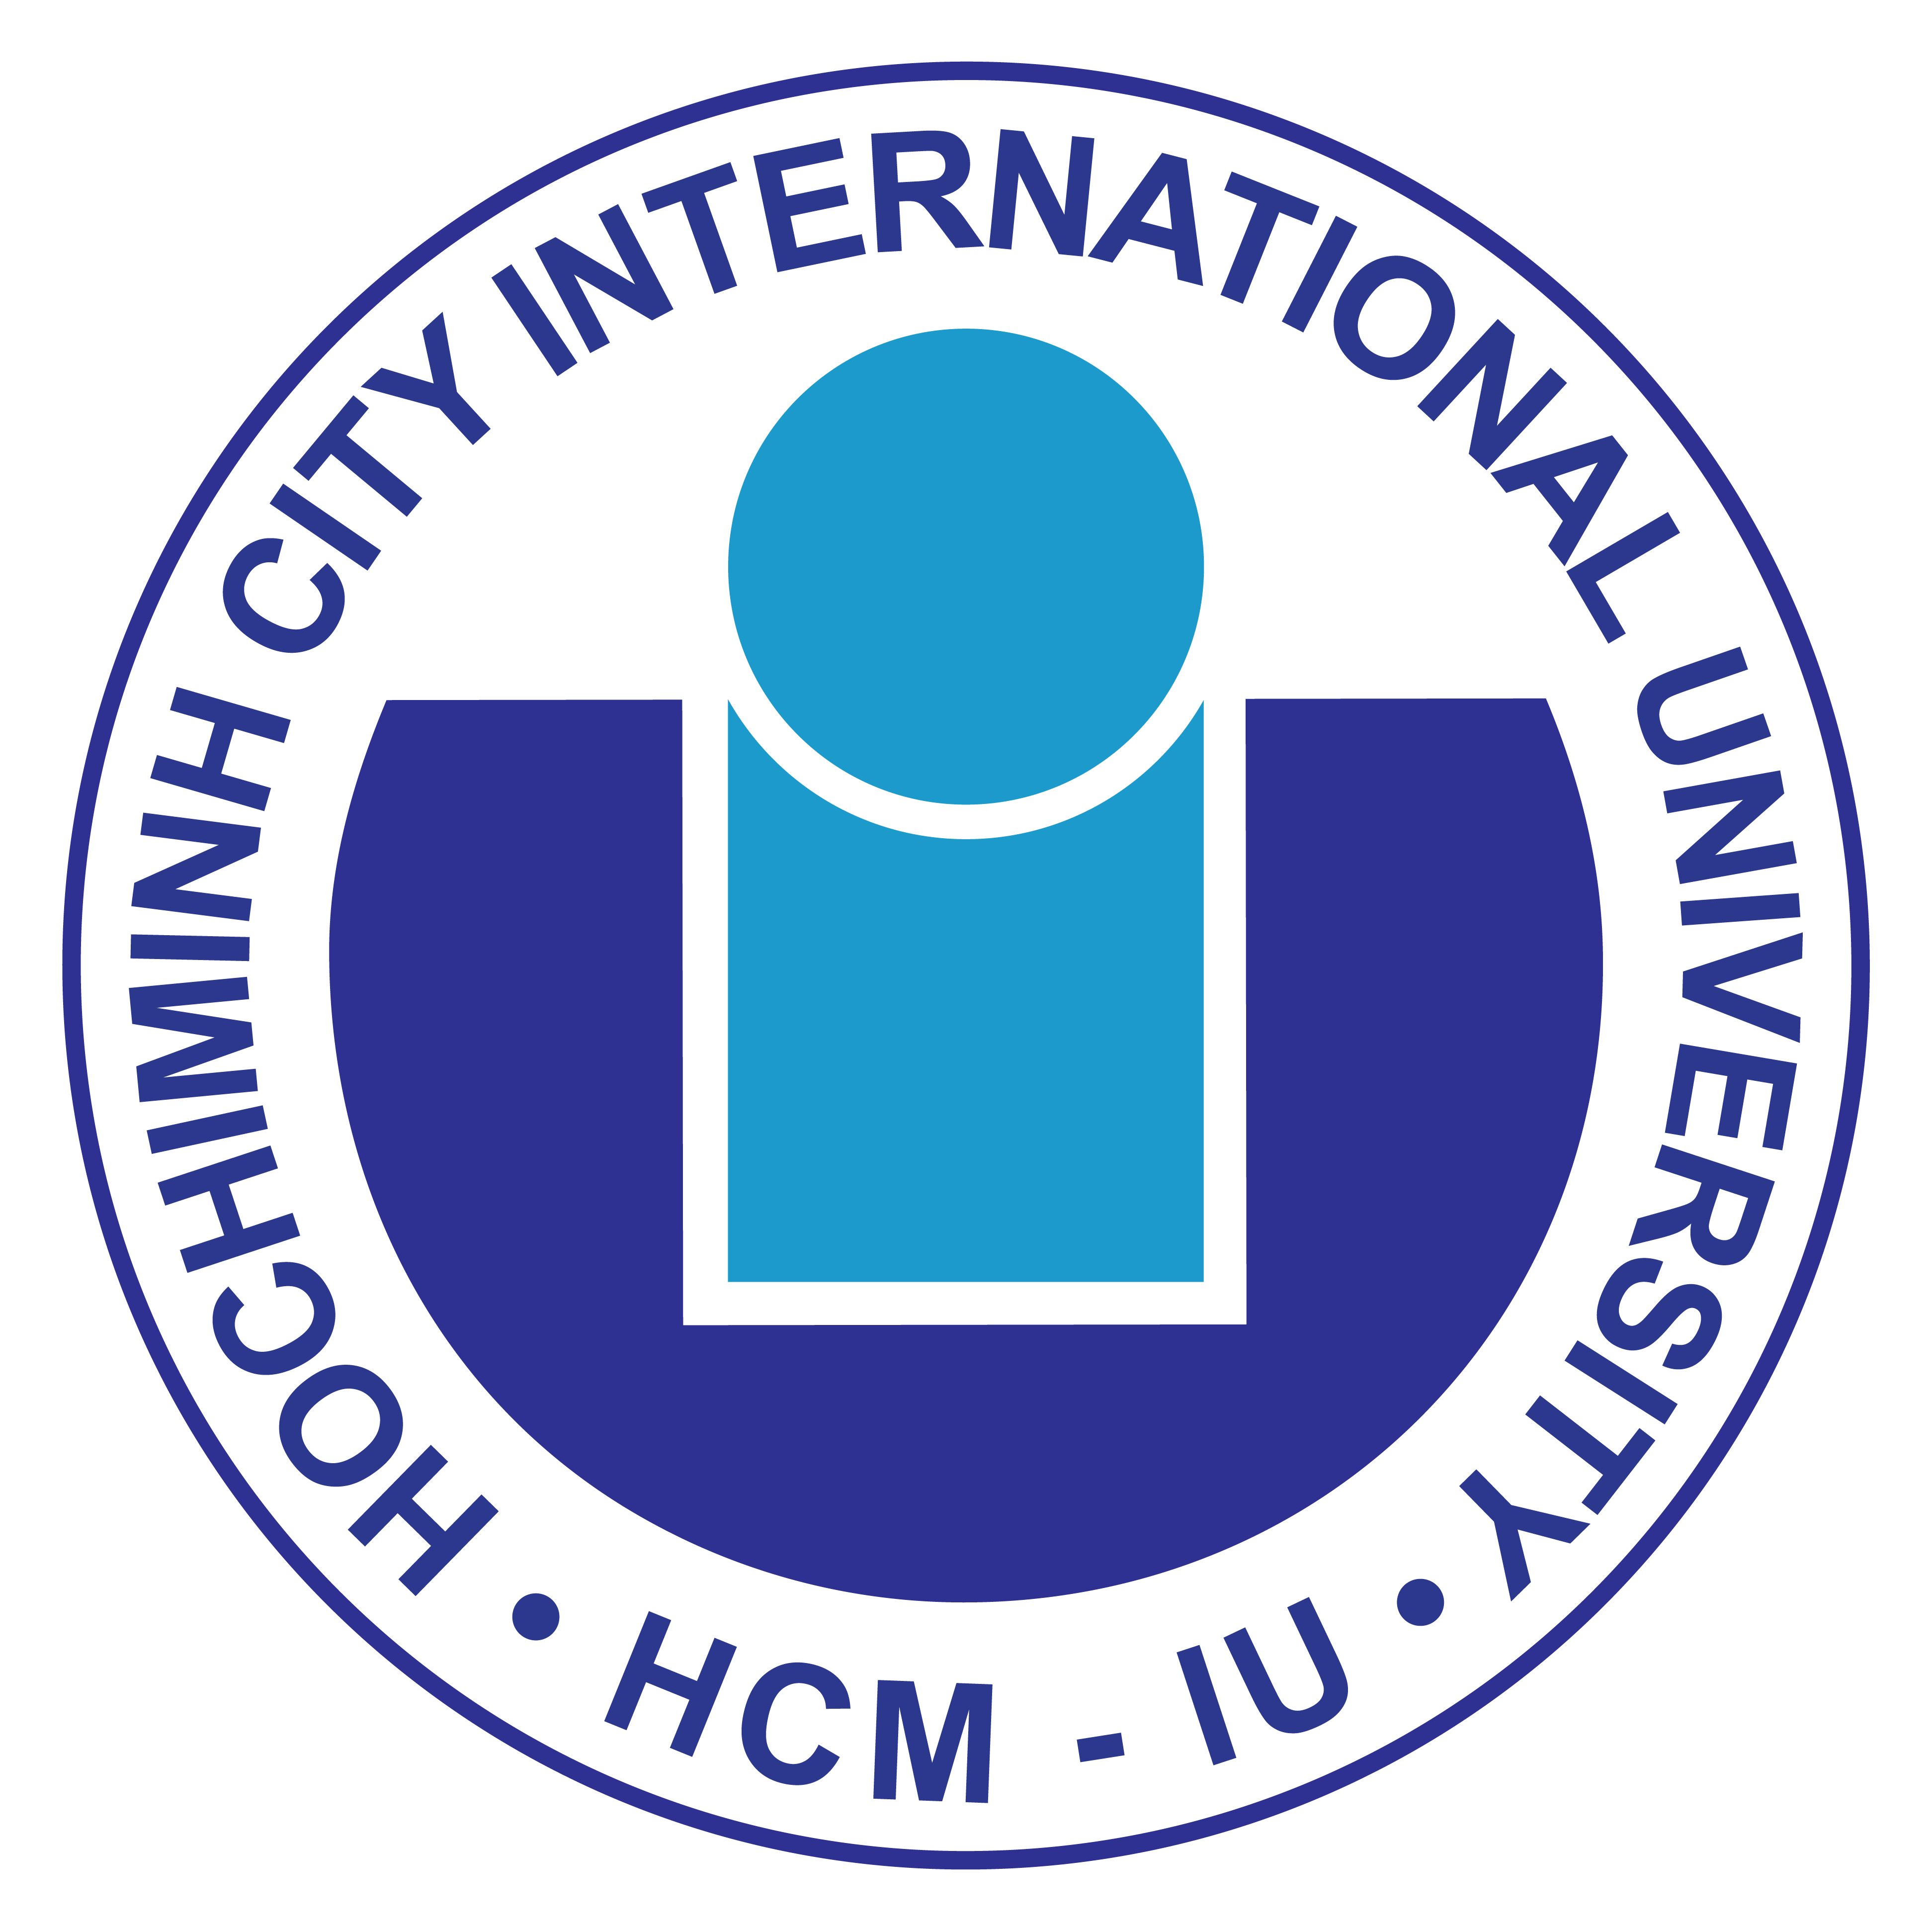 HOCHIMINH CITY INTERNATIONAL UNIVERSITY
• HCM - IU •